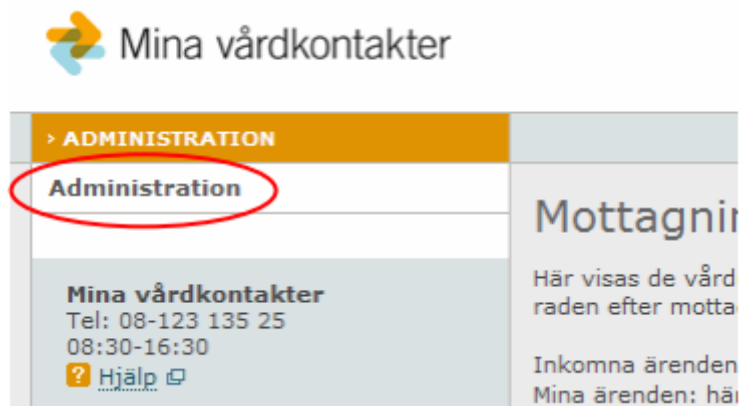 Mina vårdkontakter
› ADMINISTRATION
Administration
Mina vårdkontakter
Tel: 08-123 135 25
08:30-16:30
? Hjälp
Mottagni
Här visas de vård
raden efter motta
Inkomna ärenden
Mina ärenden: hä